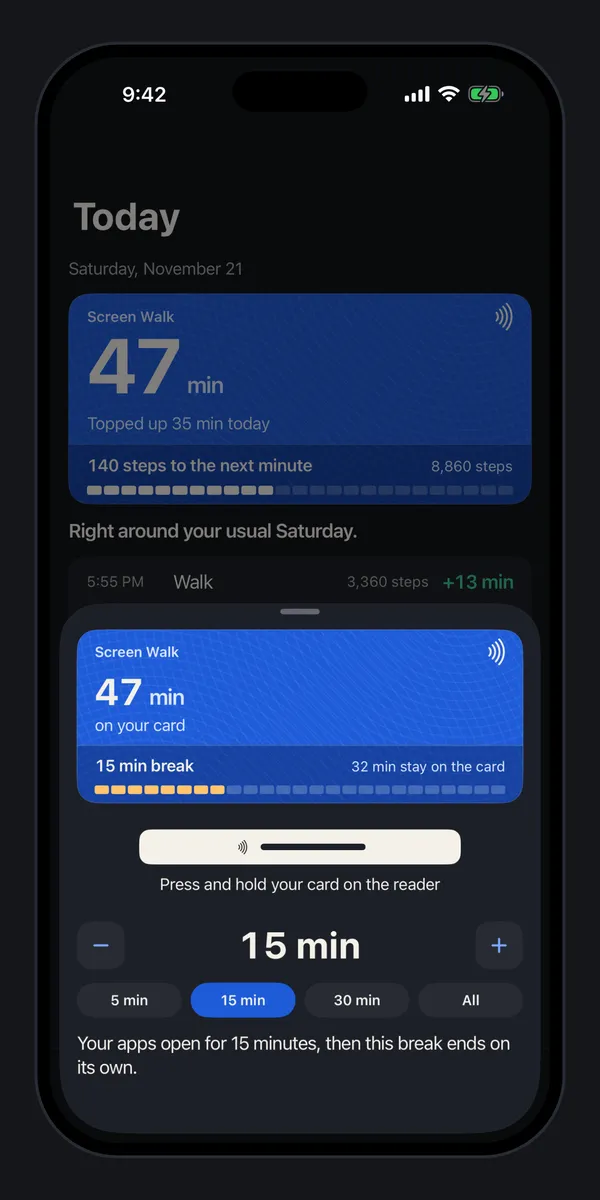 9:42
Today
Saturday, November 21
Screen Walk
47 min
Topped up 35 min today
140 steps to the next minute 8,860 steps
Right around your usual Saturday.
5:55 PM Walk 3,360 steps +13 min
Screen Walk
47 min
on your card
15 min break 32 min stay on the card
Press and hold your card on the reader
− 15 min +
5 min 15 min 30 min All
Your apps open for 15 minutes, then this break ends on
its own.